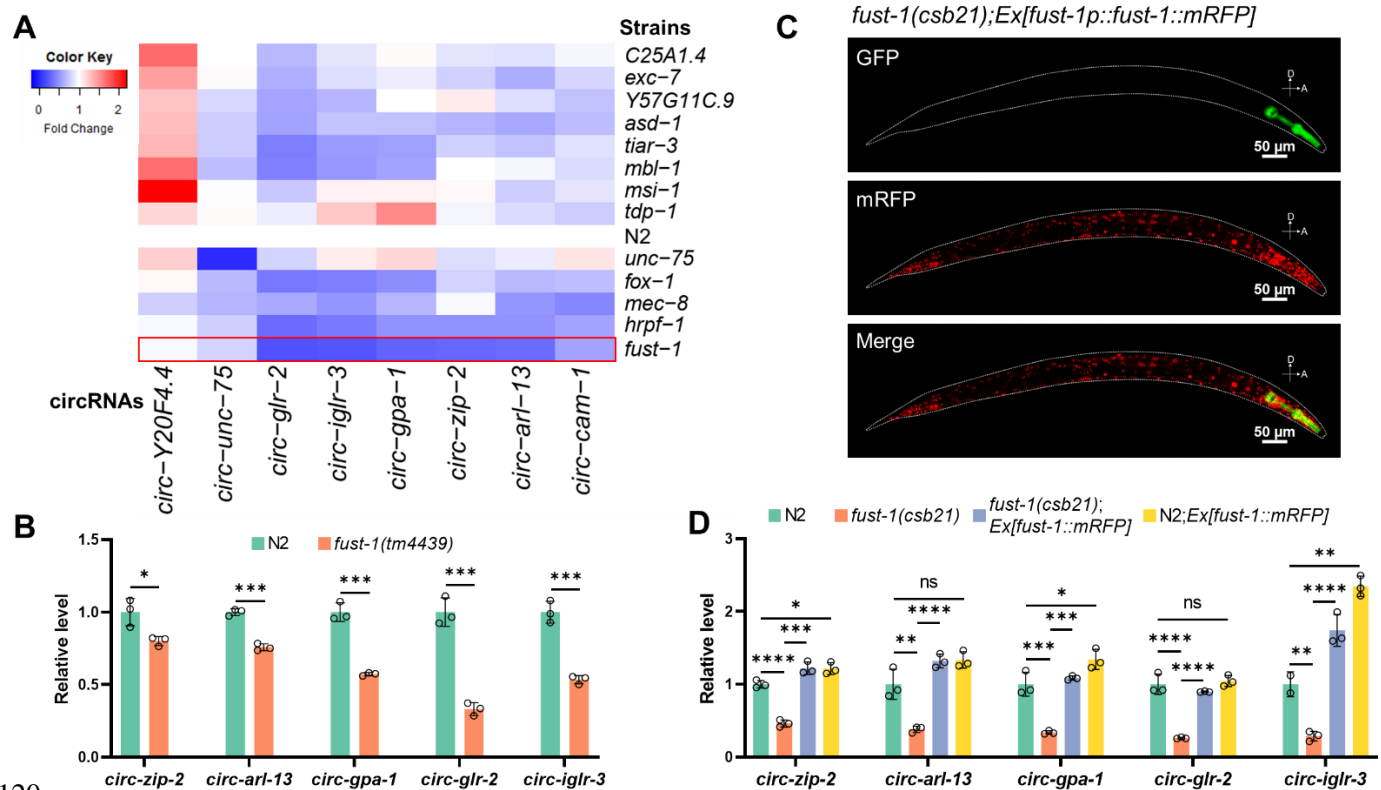 A
Color Key
0 1 2
Fold Change
Strains
C25A1.4
exc-7
Y57G11C.9
asd-1
tiar-3
mbl-1
msi-1
tdp-1
N2
unc-75
fox-1
mec-8
hrpf-1
fust-1
circRNAs
circ-Y20F4.4
circ-unc-75
circ-glr-2
circ-iglr-3
circ-gpa-1
circ-zip-2
circ-arl-13
circ-cam-1
C
fust-1(csb21);Ex[fust-1p::fust-1::mRFP]
GFP
D
A
50 µm
mRFP
D
A
50 µm
Merge
D
A
50 µm
B
N2 fust-1(tm4439)
Relative level
1.5
1.0
0.5
0.0
* *** *** *** ***
circ-zip-2 circ-arl-13 circ-gpa-1 circ-glr-2 circ-iglr-3
D
N2 fust-1(csb21) fust-1(csb21); N2;Ex[fust-1::mRFP]
Ex[fust-1::mRFP]
Relative level
3
2
1
0
* *** ****
ns **** **
* *** ***
ns **** ****
** **** **
circ-zip-2 circ-arl-13 circ-gpa-1 circ-glr-2 circ-iglr-3